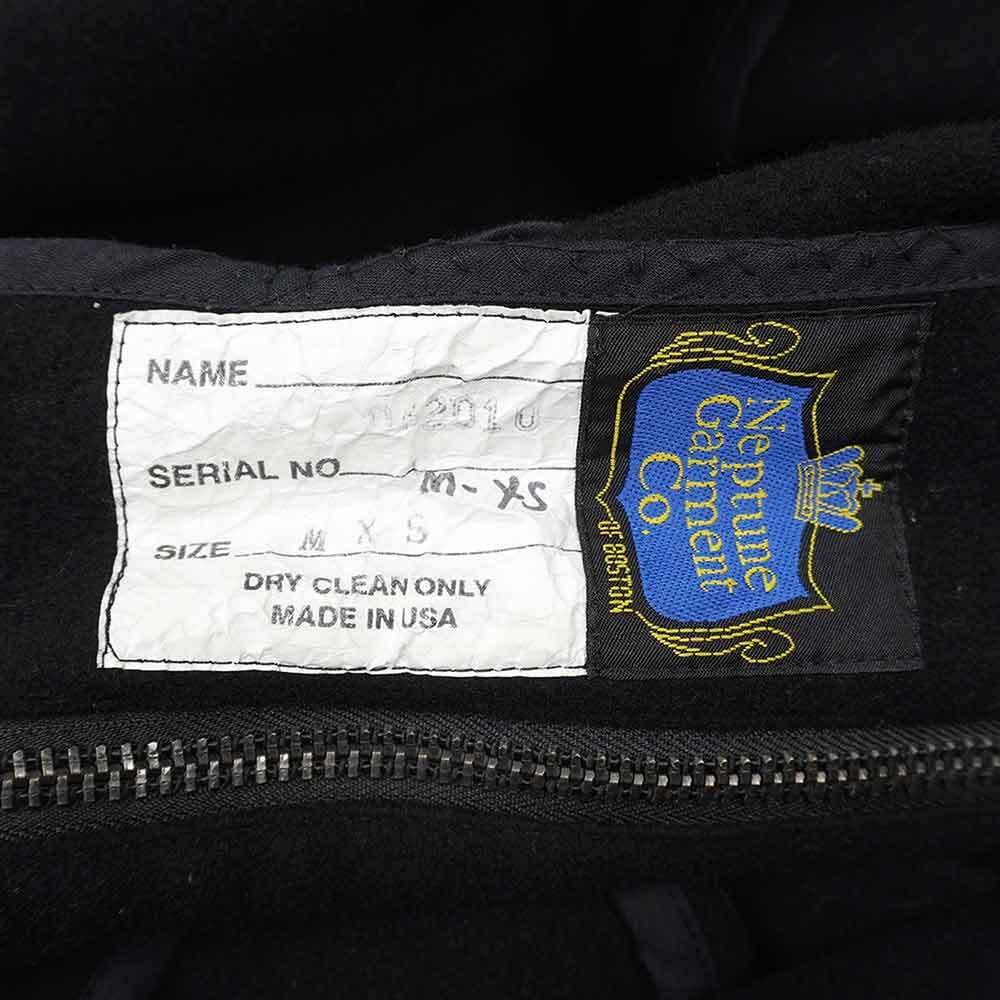 NAME
SERIAL NO
M-XS
SIZE M X S
DRY CLEAN ONLY
MADE IN USA
Neptune
Garment
Co.
OF BOSTON